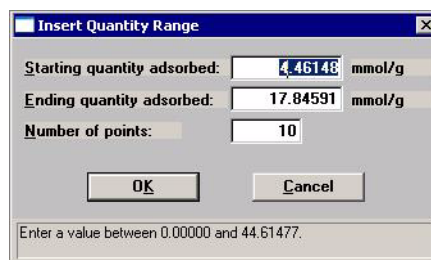 Insert Quantity Range
Starting quantity adsorbed: 4.46148 mmol/g
Ending quantity adsorbed: 17.84591 mmol/g
Number of points: 10
OK Cancel
Enter a value between 0.00000 and 44.61477.